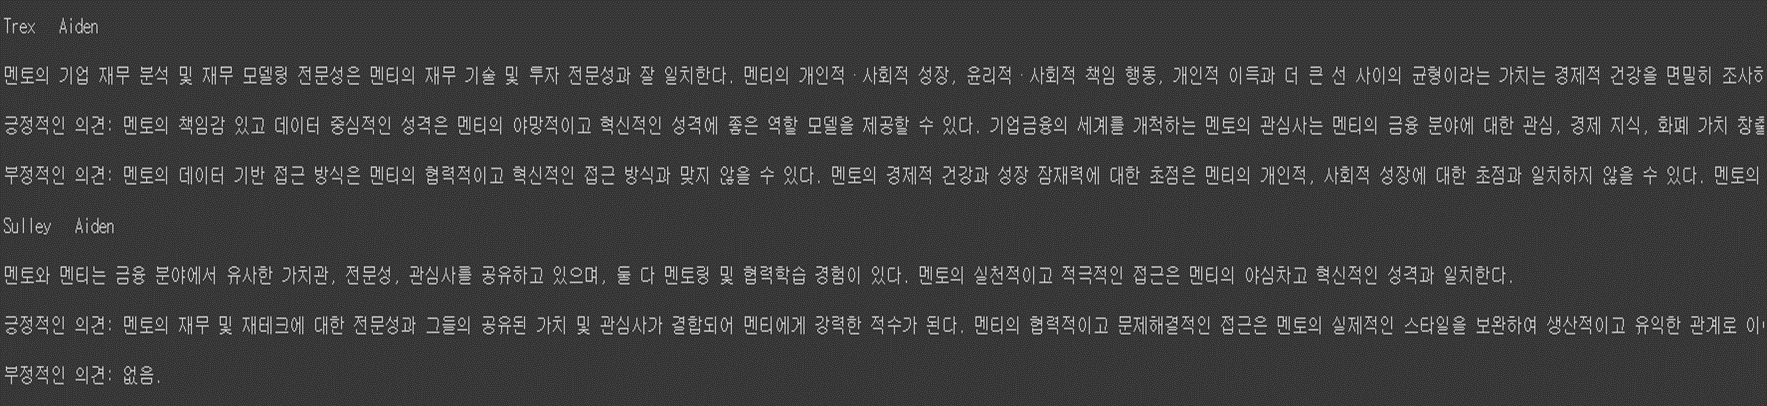 Trex Aiden
멘토의 기업 재무 분석 및 재무 모델링 전문성은 멘티의 재무 기술 및 투자 전문성과 잘 일치한다. 멘티의 개인적·사회적 성장, 윤리적·사회적 책임 행동, 개인적 이득과 더 큰 선 사이의 균형이라는 가치는 경제적 건강을 면밀히 조사하
긍정적인 의견: 멘토의 책임감 있고 데이터 중심적인 성격은 멘티의 야망적이고 혁신적인 성격에 좋은 역할 모델을 제공할 수 있다. 기업금융의 세계를 개척하는 멘토의 관심사는 멘티의 금융 분야에 대한 관심, 경제 지식, 화폐 가치 창출
부정적인 의견: 멘토의 데이터 기반 접근 방식은 멘티의 협력적이고 혁신적인 접근 방식과 맞지 않을 수 있다. 멘토의 경제적 건강과 성장 잠재력에 대한 초점은 멘티의 개인적, 사회적 성장에 대한 초점과 일치하지 않을 수 있다. 멘토의
Sulley Aiden
멘토와 멘티는 금융 분야에서 유사한 가치관, 전문성, 관심사를 공유하고 있으며, 둘 다 멘토링 및 협력학습 경험이 있다. 멘토의 실천적이고 적극적인 접근은 멘티의 야심차고 혁신적인 성격과 일치한다.
긍정적인 의견: 멘토의 재무 및 재테크에 대한 전문성과 그들의 공유된 가치 및 관심사가 결합되어 멘티에게 강력한 적수가 된다. 멘티의 협력적이고 문제해결적인 접근은 멘토의 실제적인 스타일을 보완하여 생산적이고 유익한 관계로 이
부정적인 의견: 없음.